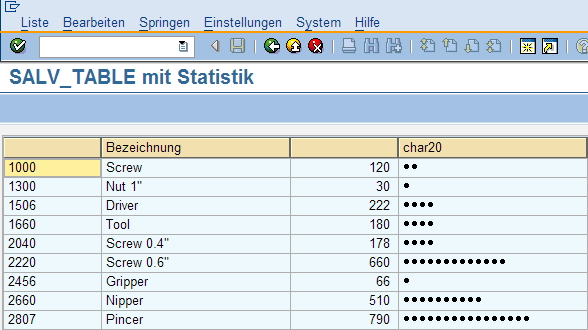 Liste Bearbeiten Springen Einstellungen System Hilfe
SALV_TABLE mit Statistik
Bezeichnung char20
1000 Screw 120 ●●
1300 Nut 1" 30 ●
1506 Driver 222 ●●●●
1660 Tool 180 ●●●●
2040 Screw 0.4" 178 ●●●●
2220 Screw 0.6" 660 ●●●●●●●●●●●●●
2456 Gripper 66 ●
2660 Nipper 510 ●●●●●●●●●●
2807 Pincer 790 ●●●●●●●●●●●●●●●●